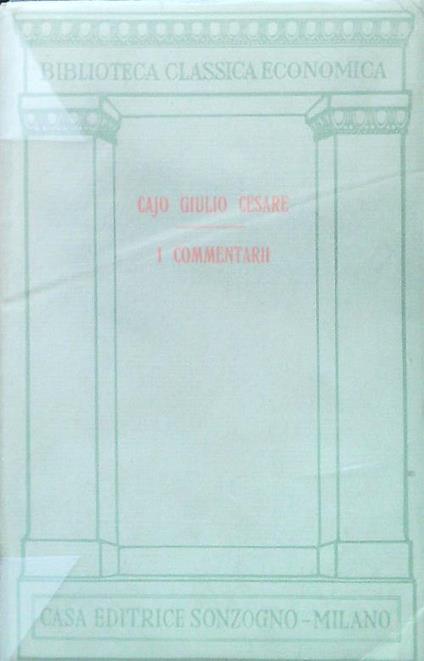 BIBLIOTECA CLASSICA ECONOMICA
CAJO GIULIO CESARE
I COMMENTARII
CASA EDITRICE SONZOGNO-MILANO